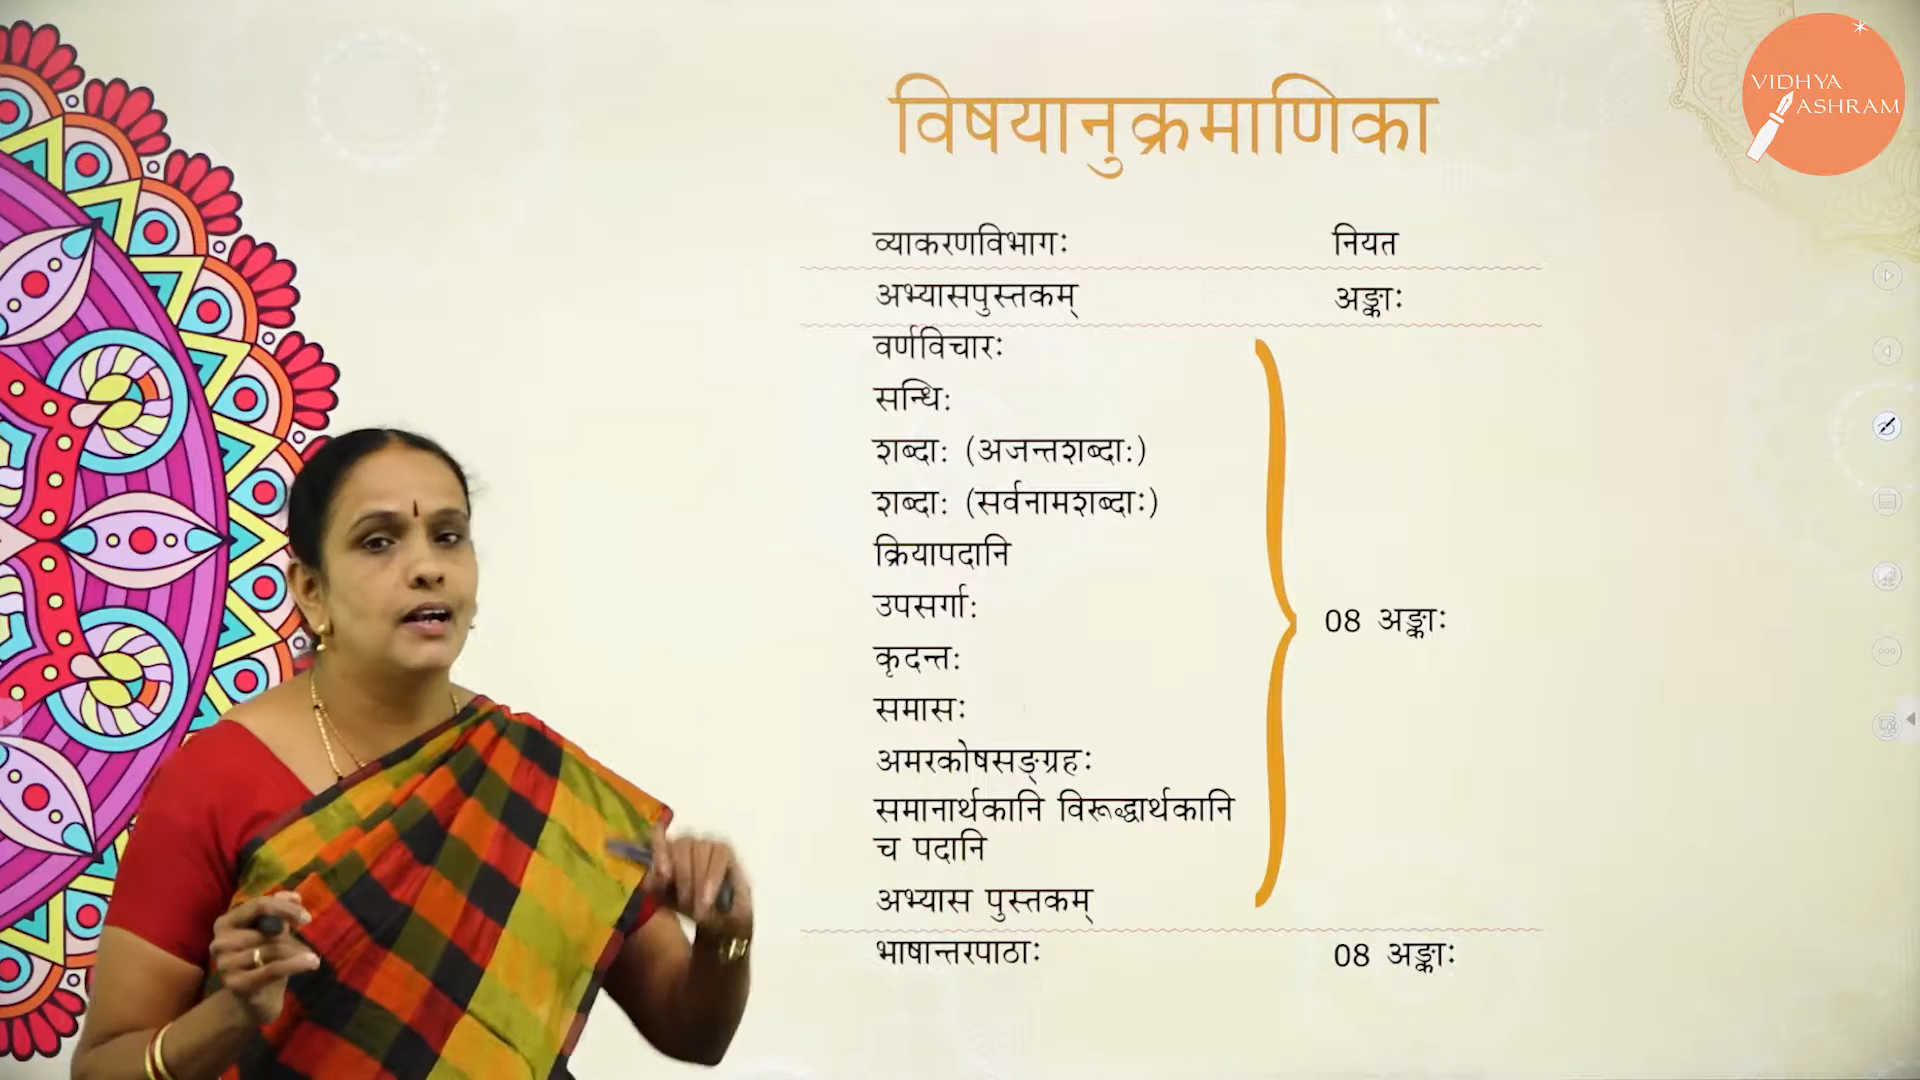 VIDHYA
ASHRAM
विषयानुक्रमाणिका
व्याकरणविभागः नियत
अभ्यासपुस्तकम् अङ्काः
वर्णविचारः
सन्धिः
शब्दाः (अजन्तशब्दाः)
शब्दाः (सर्वनामशब्दाः)
क्रियापदानि
उपसर्गाः
08 अङ्काः
कृदन्तः
समासः
अमरकोषसङ्ग्रहः
समानार्थकानि विरूद्धार्थकानि
च पदानि
अभ्यास पुस्तकम्
भाषान्तरपाठाः 08 अङ्काः